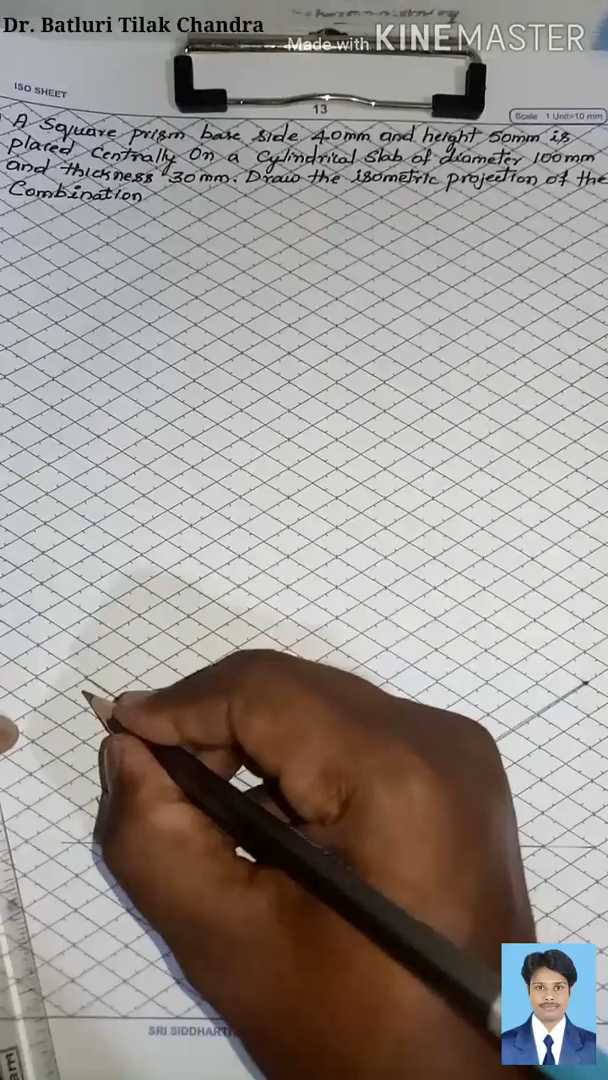 Dr. Batluri Tilak Chandra
Made with KINEMASTER
ISO SHEET
13
Scale 1 Unit=10 mm
A Square prism base side 40mm and height 50mm is
placed Centrally On a Cylindrical Slab of diameter 100mm
and thickness 30mm. Draw the isometric projection of the
Combination
SRI SIDDHARTH